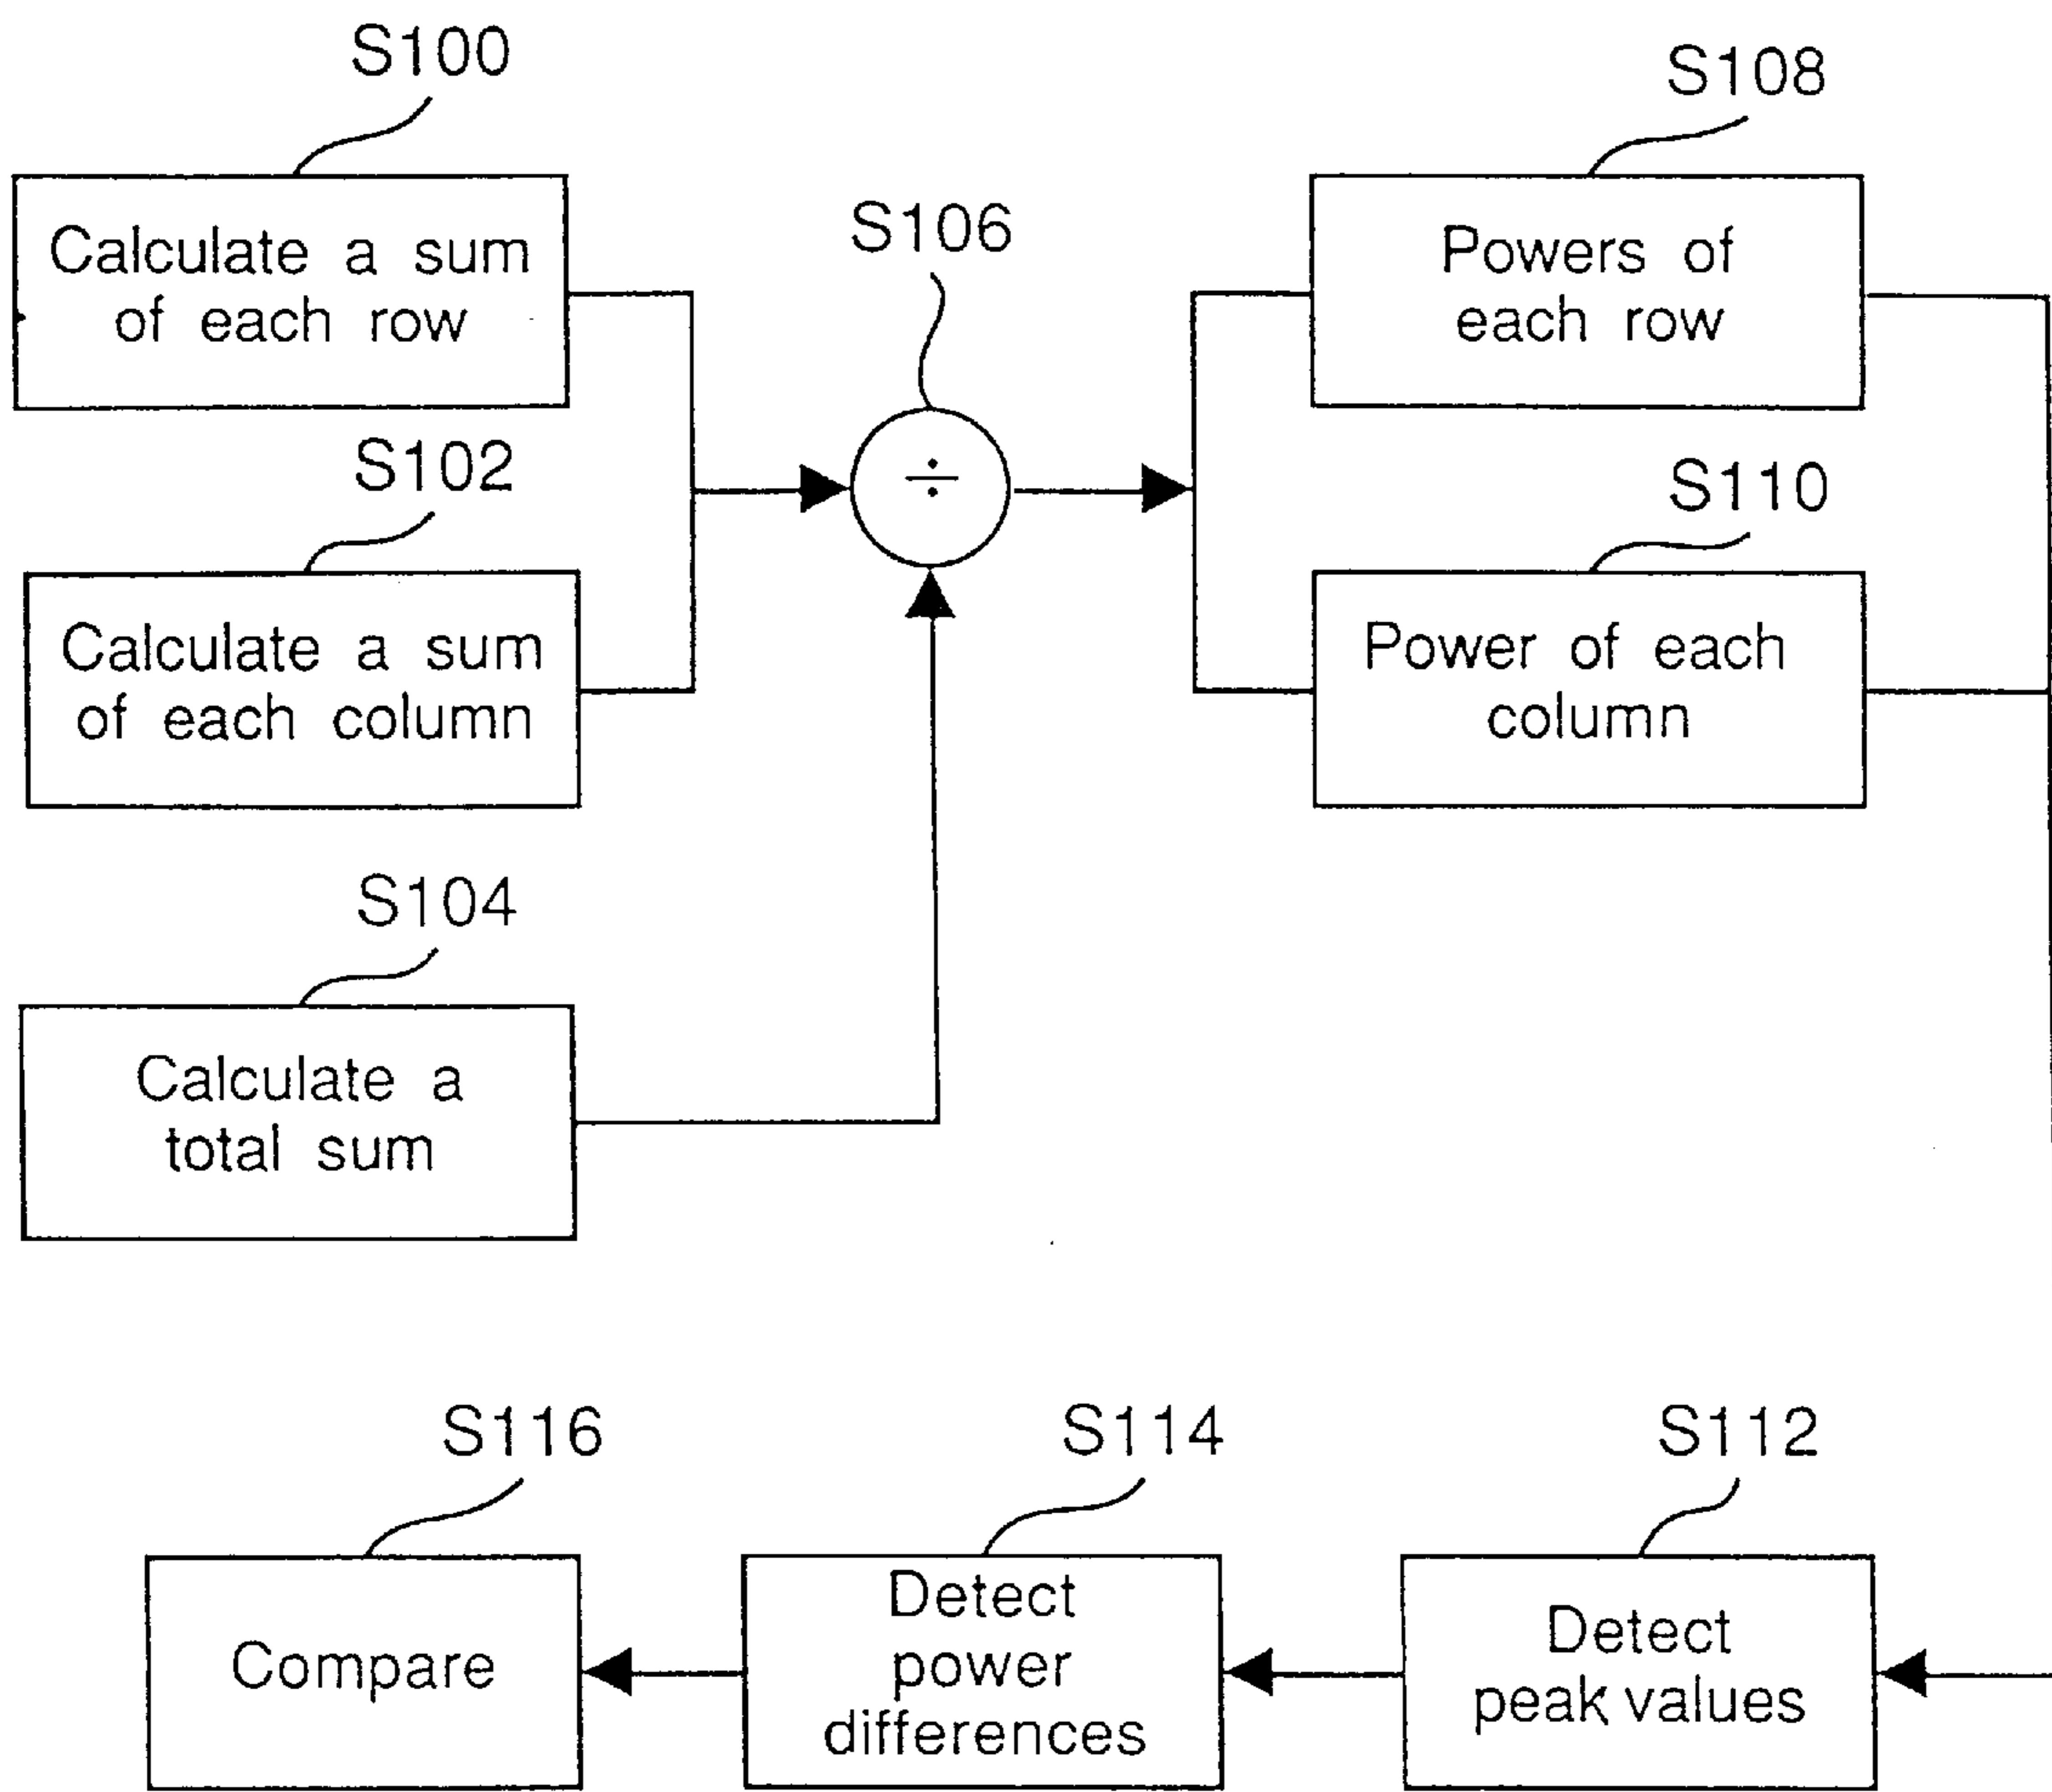 S100
Calculate a sum
of each row
S102
Calculate a sum
of each column
S104
Calculate a
total sum
S106
÷
S108
Powers of
each row
S110
Power of each
column
S112
Detect
peak values
S114
Detect
power
differences
S116
Compare